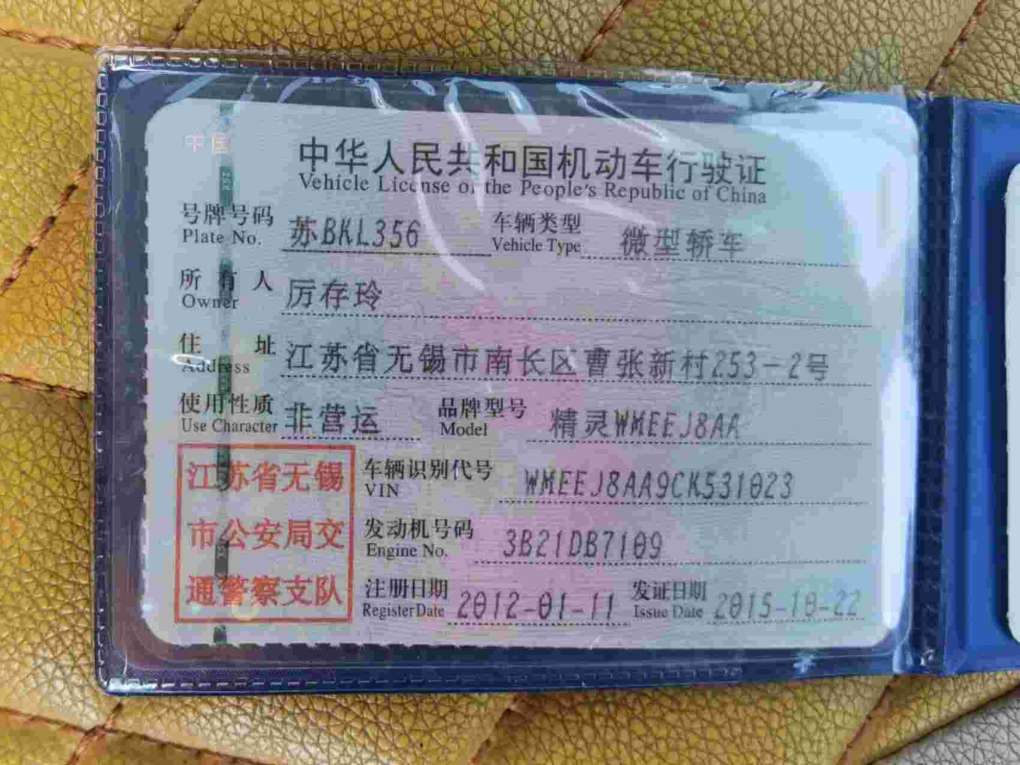 中国
中华人民共和国机动车行驶证
Vehicle License of the People's Republic of China
号牌号码 苏BKL356 车辆类型 微型轿车
Plate No. Vehicle Type
所有人 厉存玲
Owner
住址 江苏省无锡市南长区曹张新村253-2号
Address
使用性质 非营运 品牌型号 精灵WMEEJ8AA
Use Character Model
江苏省无锡
市公安局交
通警察支队
车辆识别代号 WMEEJ8AA9CK531023
VIN
发动机号码 3B21DB7109
Engine No.
注册日期 2012-01-11 发证日期 2015-10-22
Register Date Issue Date